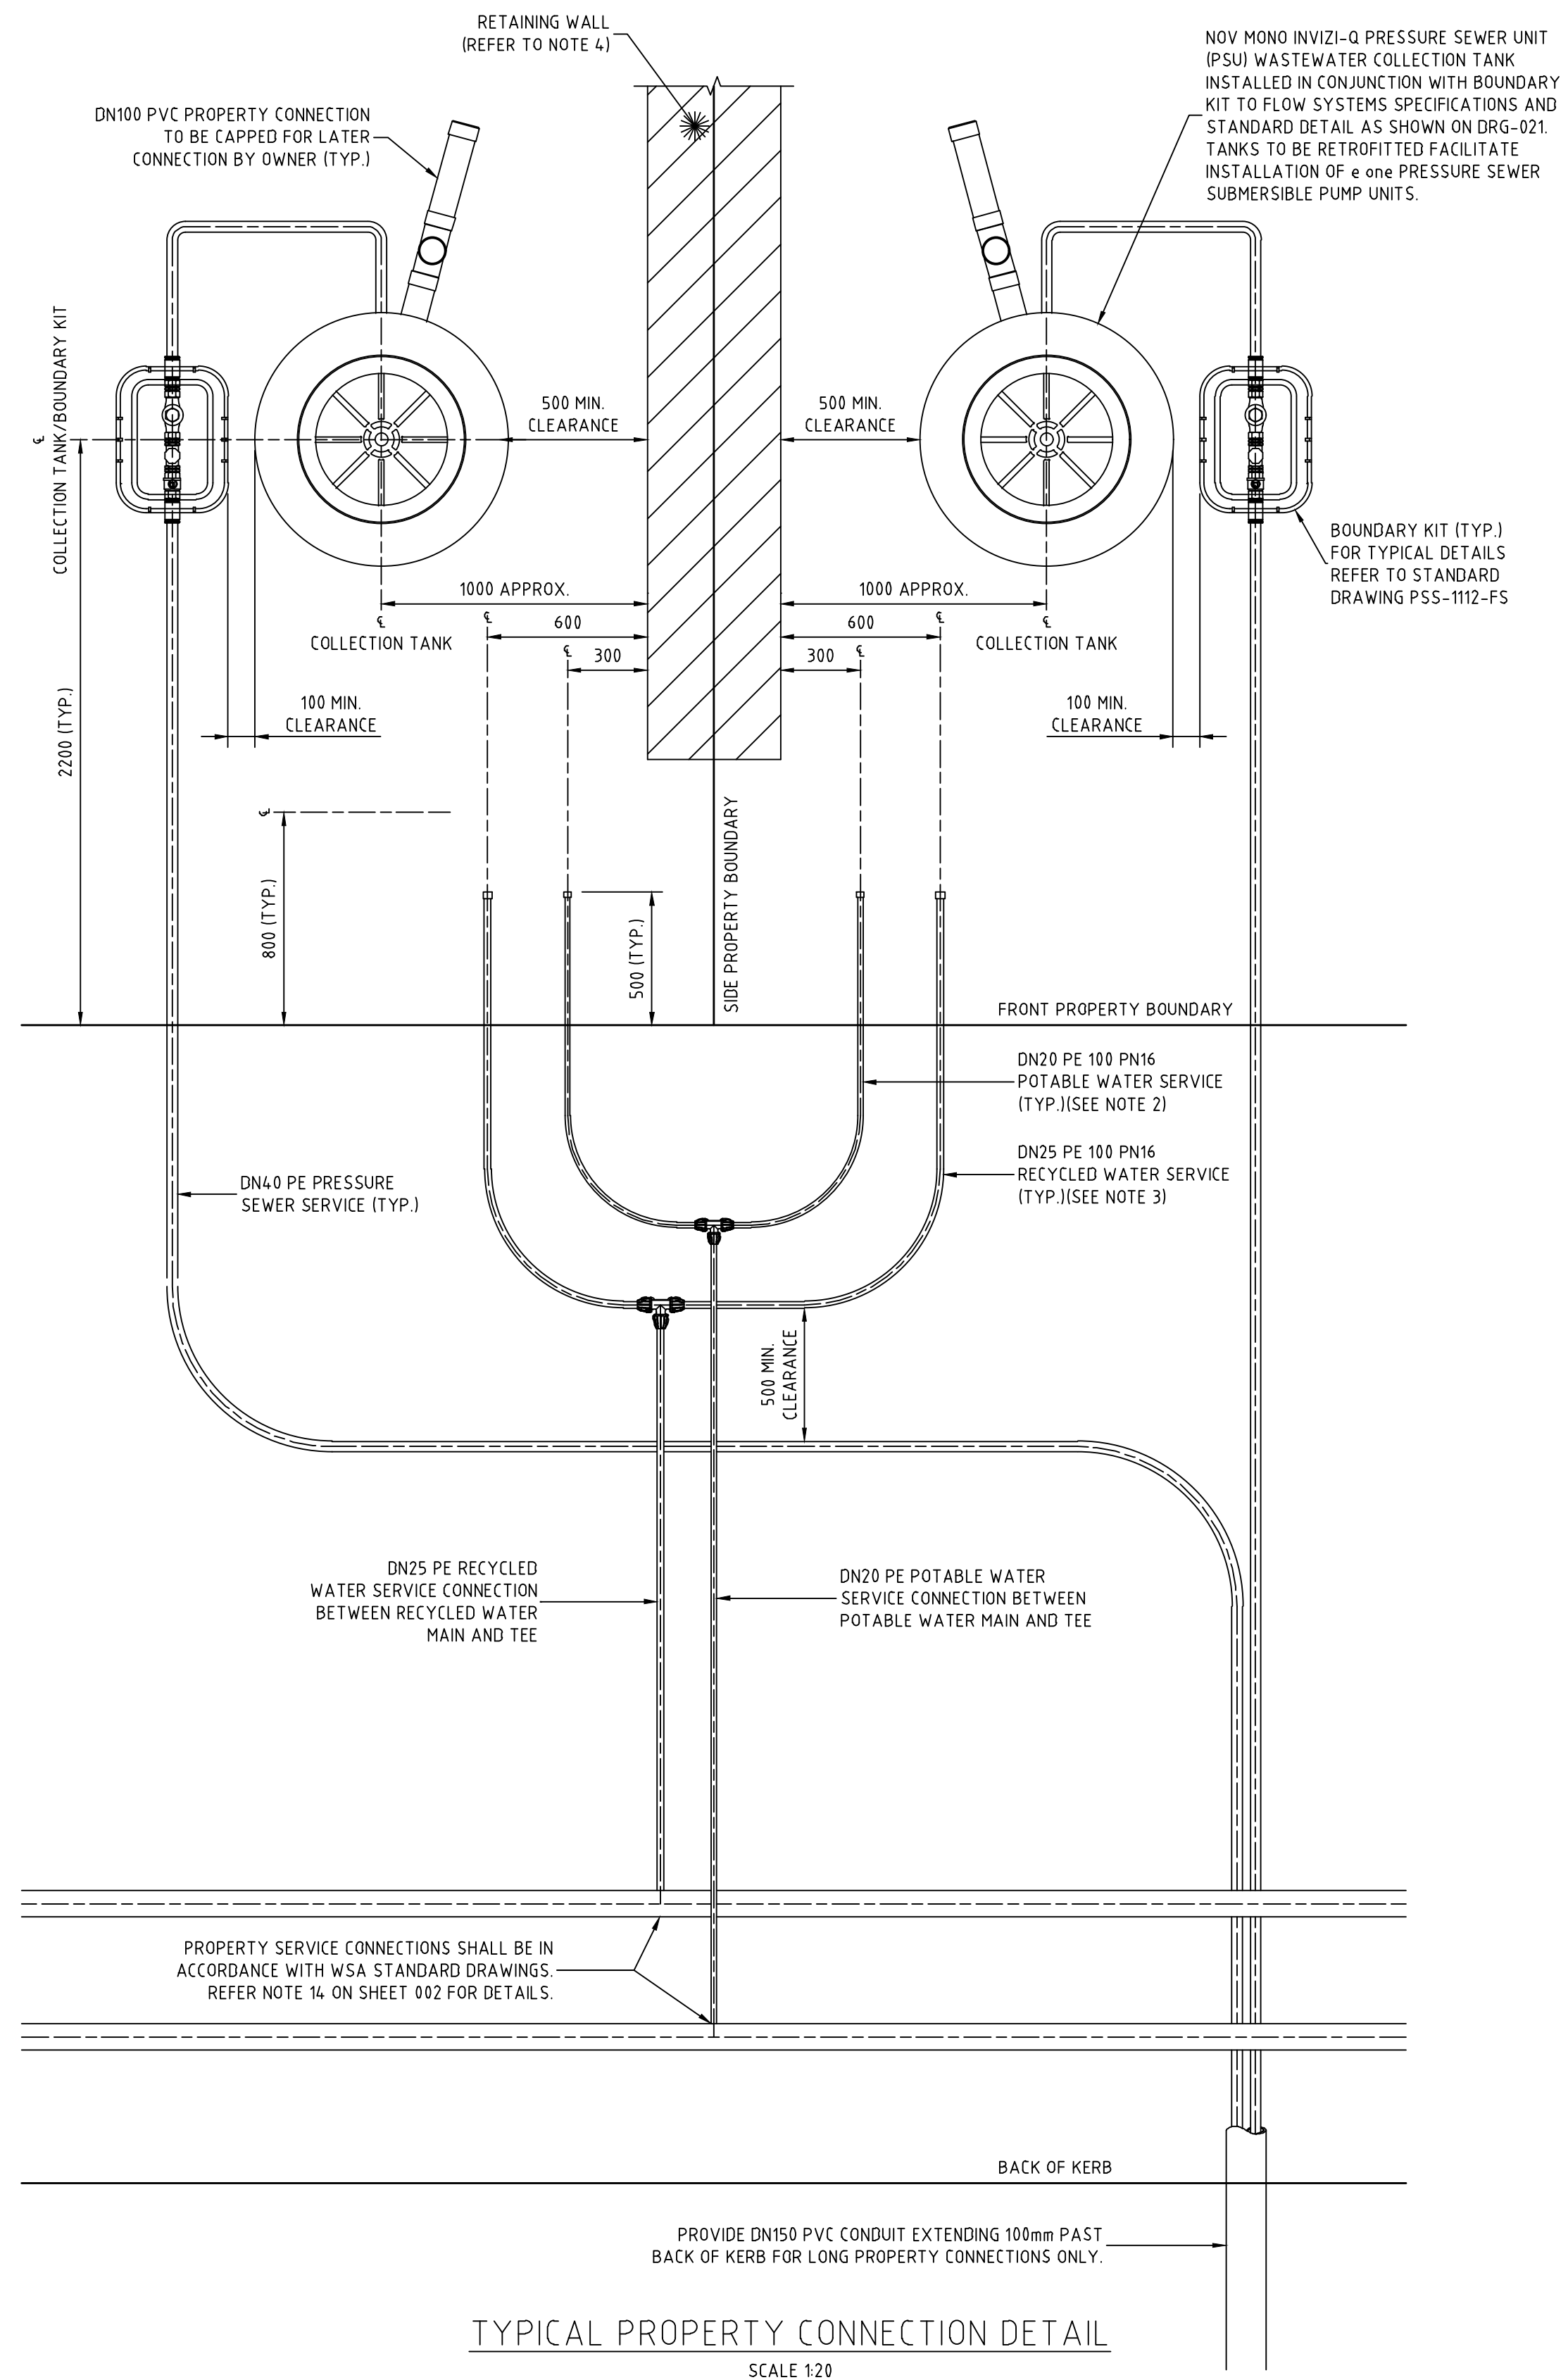 RETAINING WALL
(REFER TO NOTE 4)
NOV MONO INVIZI-Q PRESSURE SEWER UNIT
(PSU) WASTEWATER COLLECTION TANK
INSTALLED IN CONJUNCTION WITH BOUNDARY
KIT TO FLOW SYSTEMS SPECIFICATIONS AND
STANDARD DETAIL AS SHOWN ON DRG-021.
TANKS TO BE RETROFITTED FACILITATE
INSTALLATION OF e one PRESSURE SEWER
SUBMERSIBLE PUMP UNITS.
DN100 PVC PROPERTY CONNECTION
TO BE CAPPED FOR LATER
CONNECTION BY OWNER (TYP.)
℄
COLLECTION TANK/BOUNDARY KIT
500 MIN.
CLEARANCE
500 MIN.
CLEARANCE
BOUNDARY KIT (TYP.)
FOR TYPICAL DETAILS
REFER TO STANDARD
DRAWING PSS-1112-FS
1000 APPROX.
1000 APPROX.
℄
COLLECTION TANK
℄
600
℄
300
600
℄
300
℄
℄
COLLECTION TANK
2200 (TYP.)
100 MIN.
CLEARANCE
100 MIN.
CLEARANCE
℄
800 (TYP.)
500 (TYP.)
SIDE PROPERTY BOUNDARY
FRONT PROPERTY BOUNDARY
DN20 PE 100 PN16
POTABLE WATER SERVICE
(TYP.)(SEE NOTE 2)
DN25 PE 100 PN16
RECYCLED WATER SERVICE
(TYP.)(SEE NOTE 3)
DN40 PE PRESSURE
SEWER SERVICE (TYP.)
500 MIN.
CLEARANCE
DN25 PE RECYCLED
WATER SERVICE CONNECTION
BETWEEN RECYCLED WATER
MAIN AND TEE
DN20 PE POTABLE WATER
SERVICE CONNECTION BETWEEN
POTABLE WATER MAIN AND TEE
PROPERTY SERVICE CONNECTIONS SHALL BE IN
ACCORDANCE WITH WSA STANDARD DRAWINGS.
REFER NOTE 14 ON SHEET 002 FOR DETAILS.
BACK OF KERB
PROVIDE DN150 PVC CONDUIT EXTENDING 100mm PAST
BACK OF KERB FOR LONG PROPERTY CONNECTIONS ONLY.
TYPICAL PROPERTY CONNECTION DETAIL
SCALE 1:20